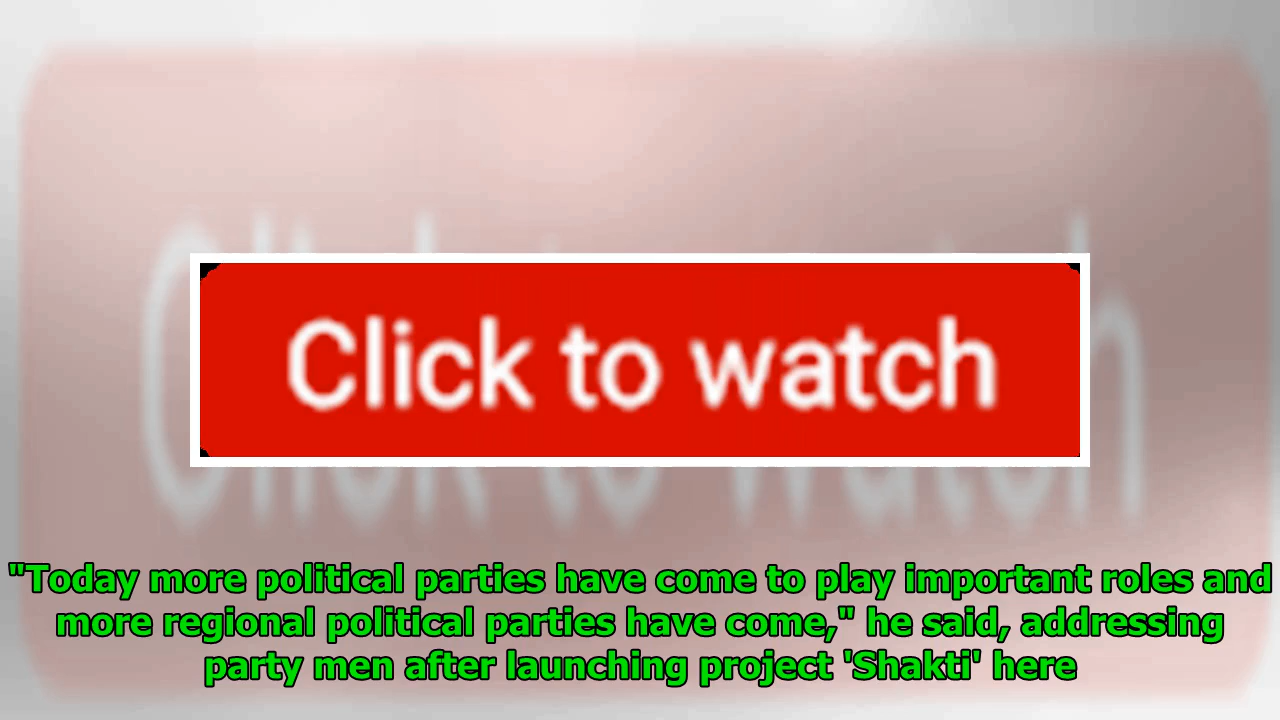 Click to watch
"Today more political parties have come to play important roles and
more regional political parties have come," he said, addressing
party men after launching project 'Shakti' here